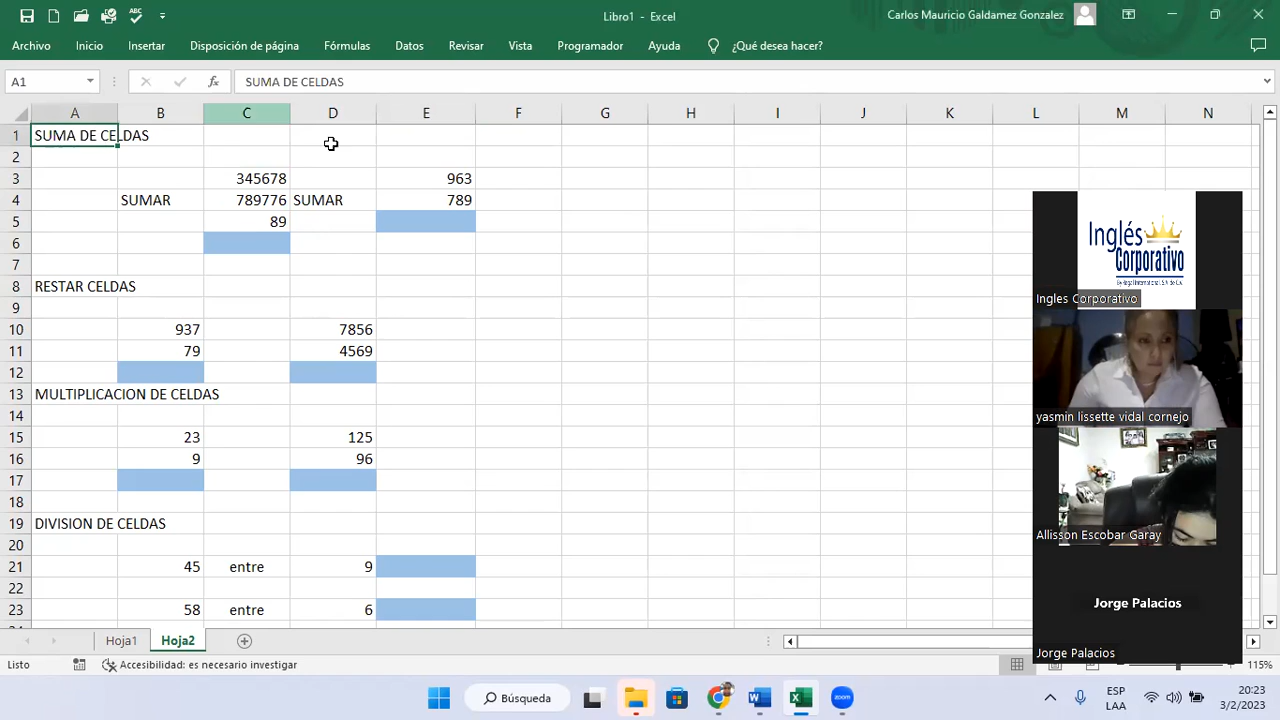 Libro1 - Excel
Carlos Mauricio Galdamez Gonzalez
Archivo Inicio Insertar Disposición de página Fórmulas Datos Revisar Vista Programador Ayuda ¿Qué desea hacer?
A1 fx SUMA DE CELDAS
A B C D E F G H I J K L M N
1 SUMA DE CELDAS
2
3 345678 963
4 SUMAR 789776 SUMAR 789
5 89
6
7
8 RESTAR CELDAS
9
10 937 7856
11 79 4569
12
13 MULTIPLICACION DE CELDAS
14
15 23 125
16 9 96
17
18
19 DIVISION DE CELDAS
20
21 45 entre 9
22
23 58 entre 6
Inglés
Corporativo
Ingles Corporativo
yasmin lissette vidal cornejo
Allisson Escobar Garay
Jorge Palacios
Jorge Palacios
Hoja1 Hoja2
Listo Accesibilidad: es necesario investigar 115%
Búsqueda
zoom
ESP
LAA
20:23
3/2/2023